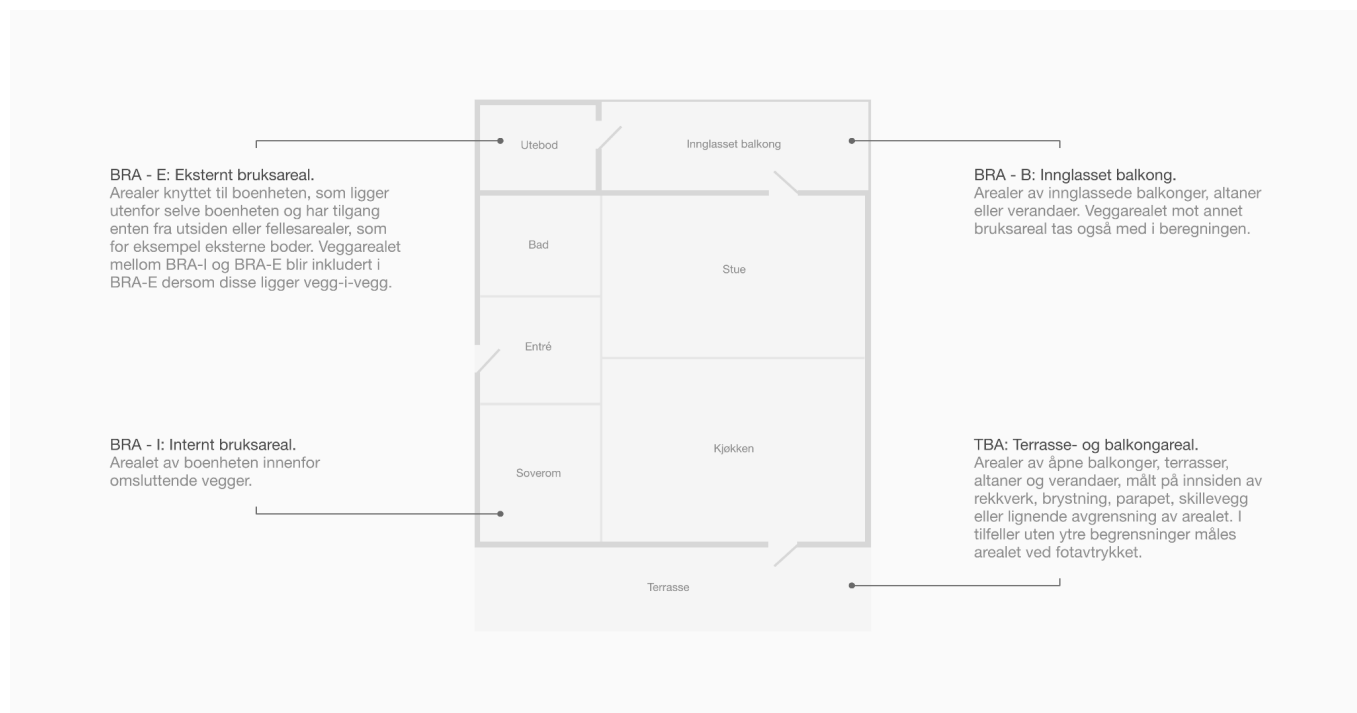 BRA - E: Eksternt bruksareal.
Arealer knyttet til boenheten, som ligger
utenfor selve boenheten og har tilgang
enten fra utsiden eller fellesarealer, som
for eksempel eksterne boder. Veggarealet
mellom BRA-I og BRA-E blir inkludert i
BRA-E dersom disse ligger vegg-i-vegg.
BRA - I: Internt bruksareal.
Arealet av boenheten innenfor
omsluttende vegger.
Utebod
Innglasset balkong
Bad
Stue
Entré
Kjøkken
Soverom
Terrasse
BRA - B: Innglasset balkong.
Arealer av innglassede balkonger, altaner
eller verandaer. Veggarealet mot annet
bruksareal tas også med i beregningen.
TBA: Terrasse- og balkongareal.
Arealer av åpne balkonger, terrasser,
altaner og verandaer, målt på innsiden av
rekkverk, brystning, parapet, skillevegg
eller lignende avgrensning av arealet. I
tilfeller uten ytre begrensninger måles
arealet ved fotavtrykket.